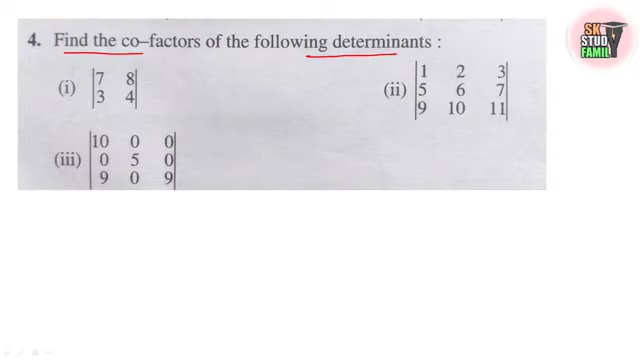 4. Find the co–factors of the following determinants :
(i) |7 8|
|3 4|
(ii) |1 2 3|
|5 6 7|
|9 10 11|
(iii) |10 0 0|
|0 5 0|
|9 0 9|
SK
STUD
FAMIL